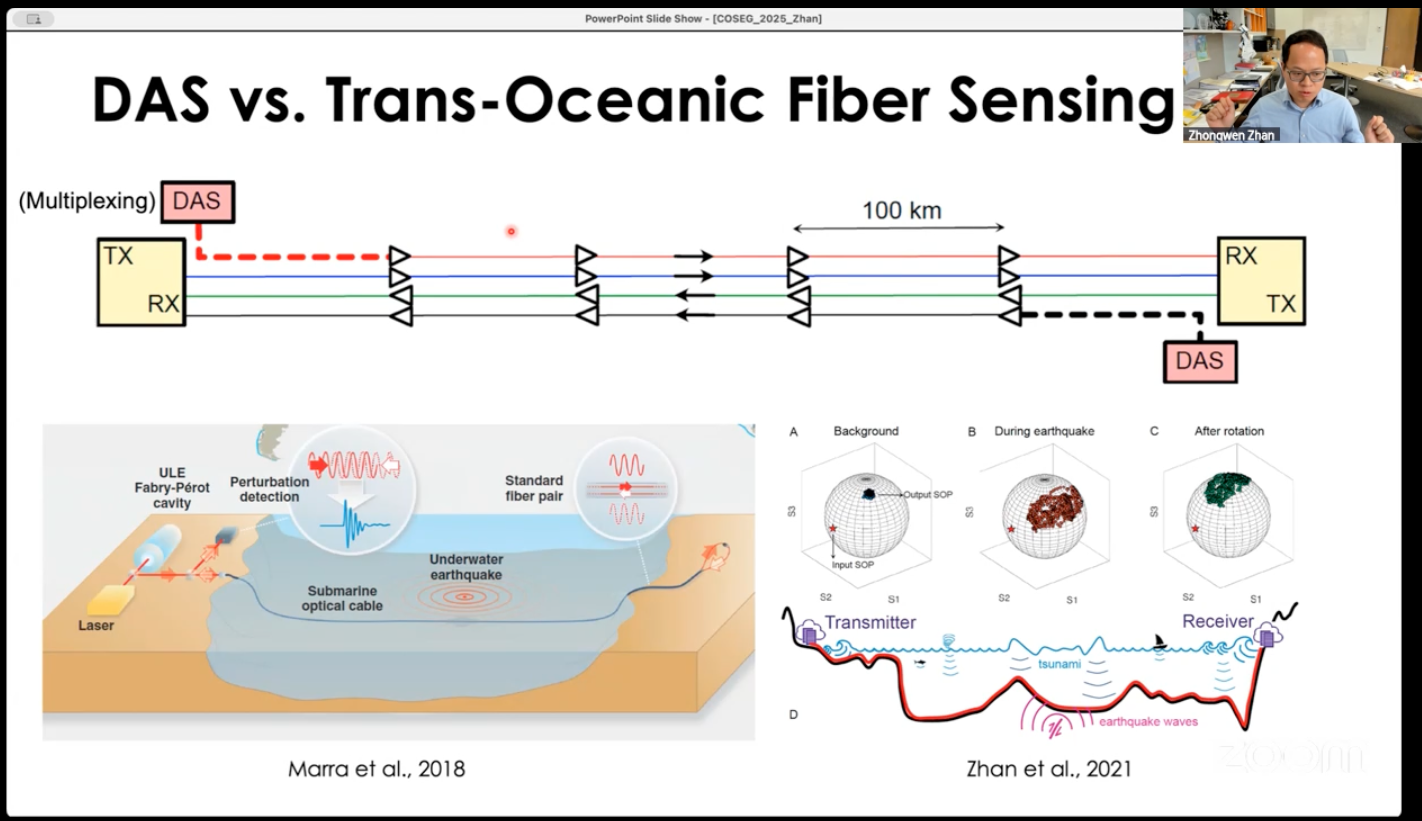 PowerPoint Slide Show - [COSEG_2025_Zhan]
DAS vs. Trans-Oceanic Fiber Sensing
Zhongwen Zhan
(Multiplexing)
DAS
100 km
TX
RX
RX
TX
DAS
ULE
Fabry-Pérot
cavity
Perturbation
detection
Standard
fiber pair
Underwater
earthquake
Submarine
optical cable
Laser
Marra et al., 2018
A
Background
B
During earthquake
C
After rotation
Output SOP
Input SOP
S3
S2
S1
S3
S2
S1
S3
S2
S1
Transmitter
Receiver
tsunami
earthquake waves
D
Zhan et al., 2021
zoom